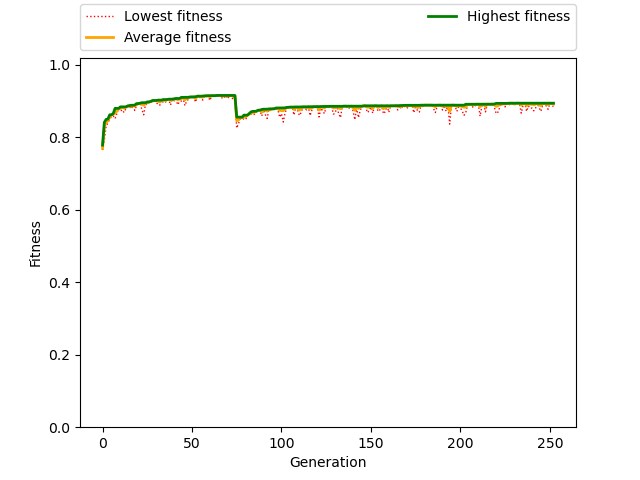 Lowest fitness
Average fitness
Highest fitness
1.0
0.8
0.6
0.4
0.2
0.0
Fitness
0 50 100 150 200 250
Generation